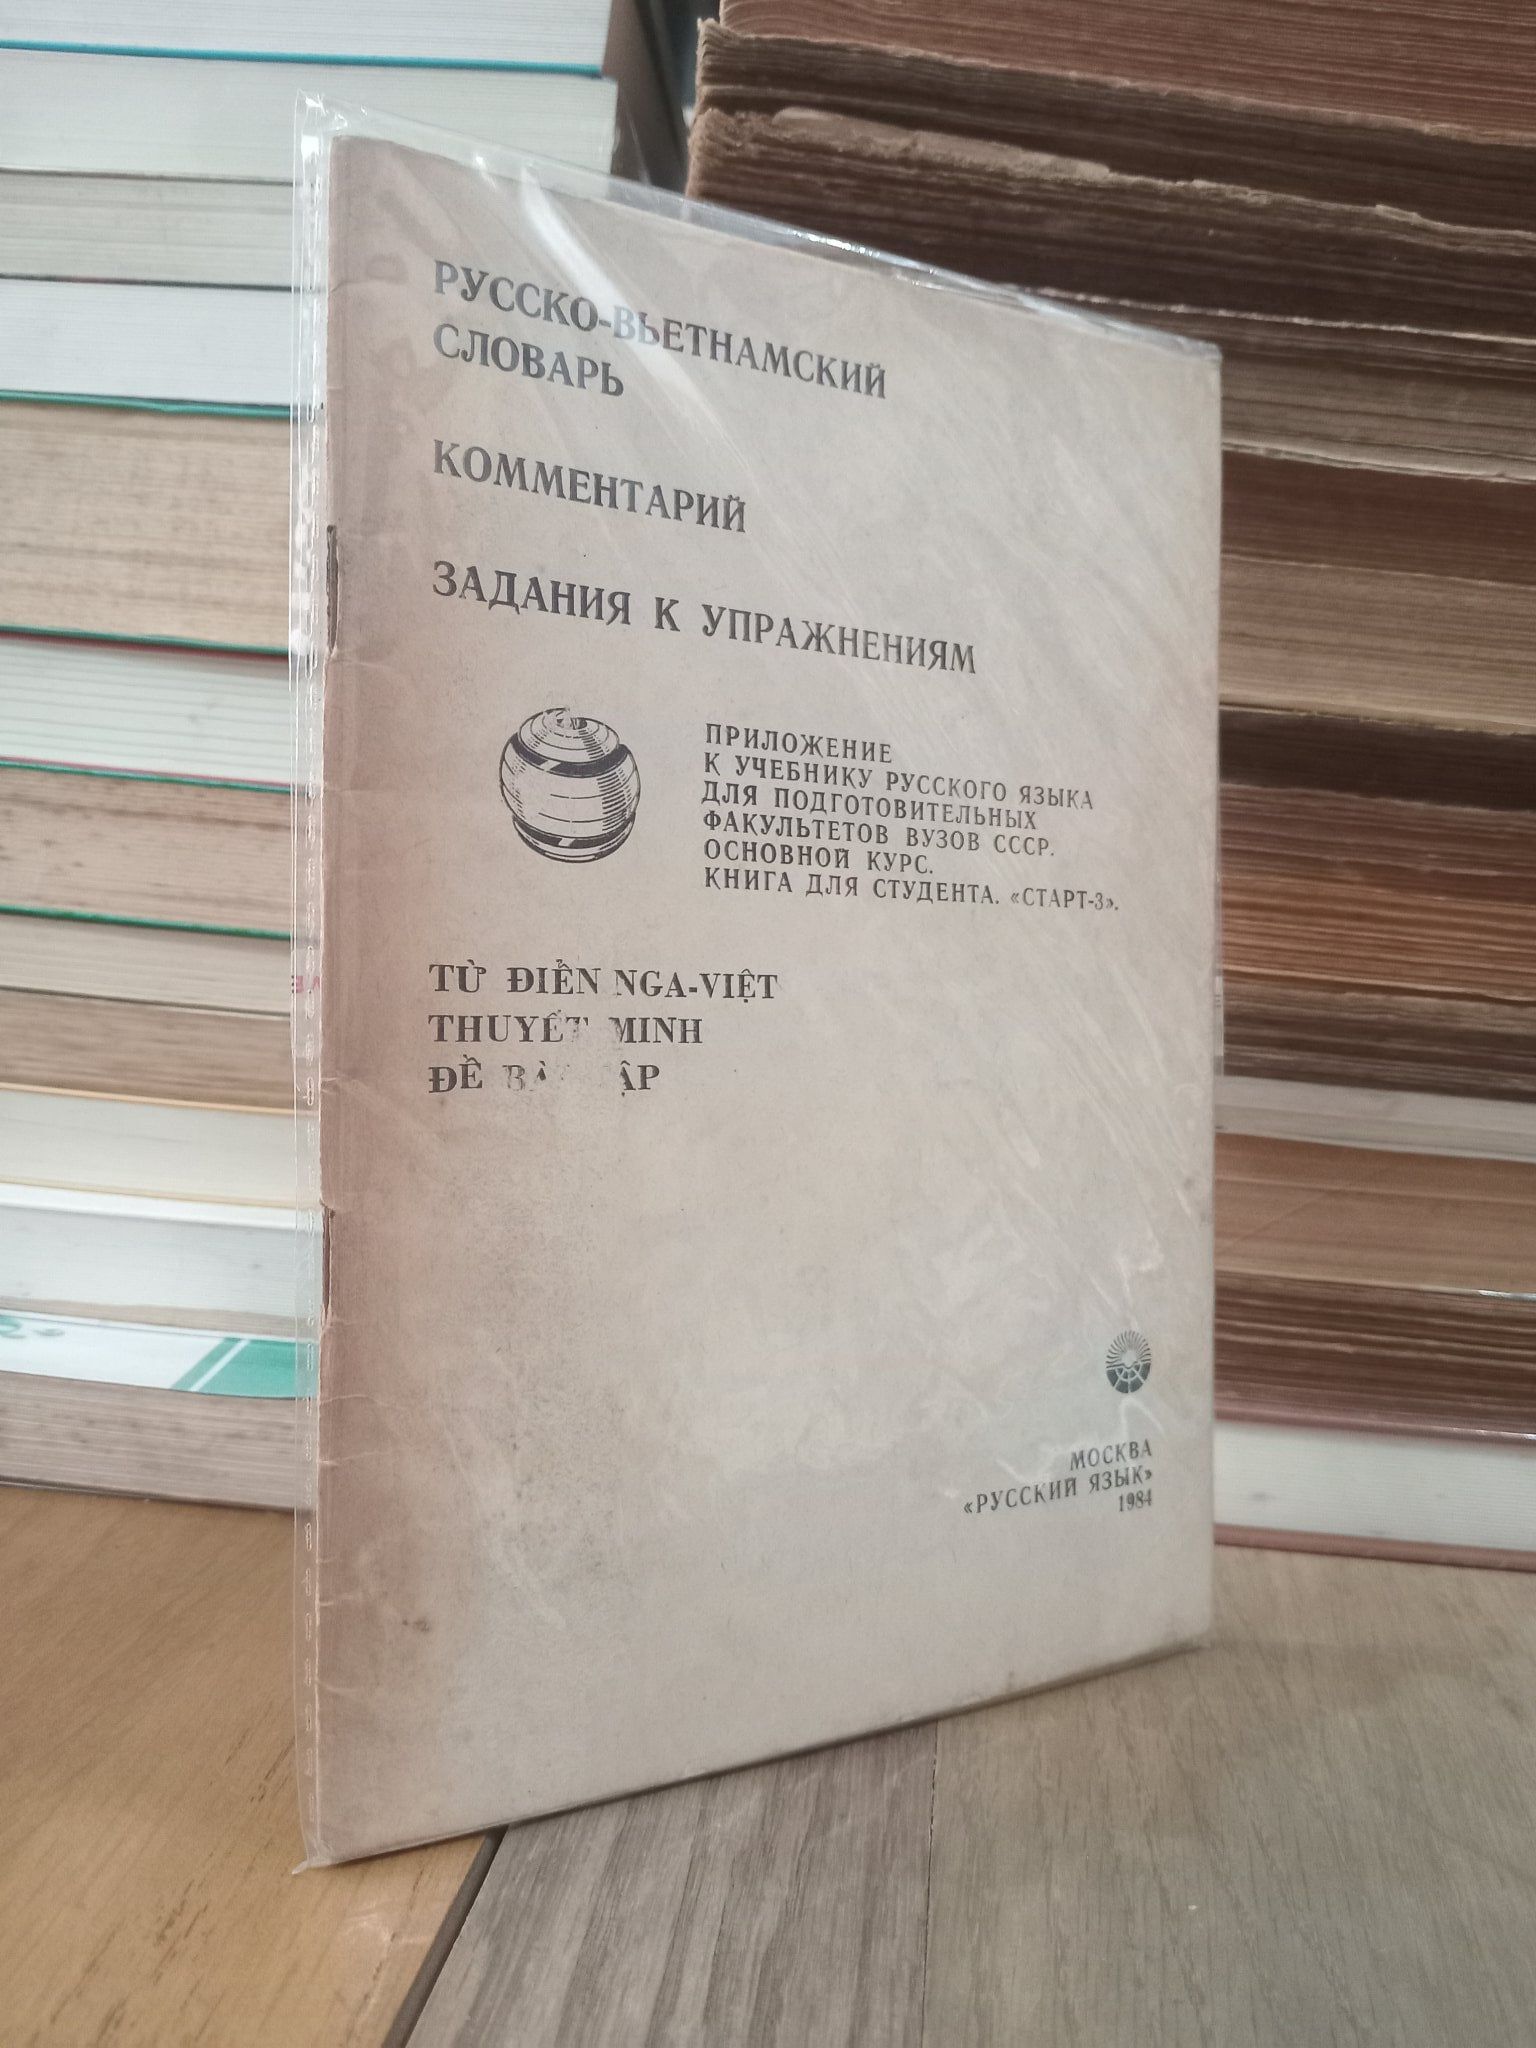 РУССКО-ВЬЕТНАМСКИЙ
СЛОВАРЬ
КОММЕНТАРИЙ
ЗАДАНИЯ К УПРАЖНЕНИЯМ
ПРИЛОЖЕНИЕ
К УЧЕБНИКУ РУССКОГО ЯЗЫКА
ДЛЯ ПОДГОТОВИТЕЛЬНЫХ
ФАКУЛЬТЕТОВ ВУЗОВ СССР.
ОСНОВНОЙ КУРС.
КНИГА ДЛЯ СТУДЕНТА. «СТАРТ-3».
TỪ ĐIỂN NGA-VIỆT
THUYẾT MINH
ĐỀ
МОСКВА
«РУССКИЙ ЯЗЫК»
1984